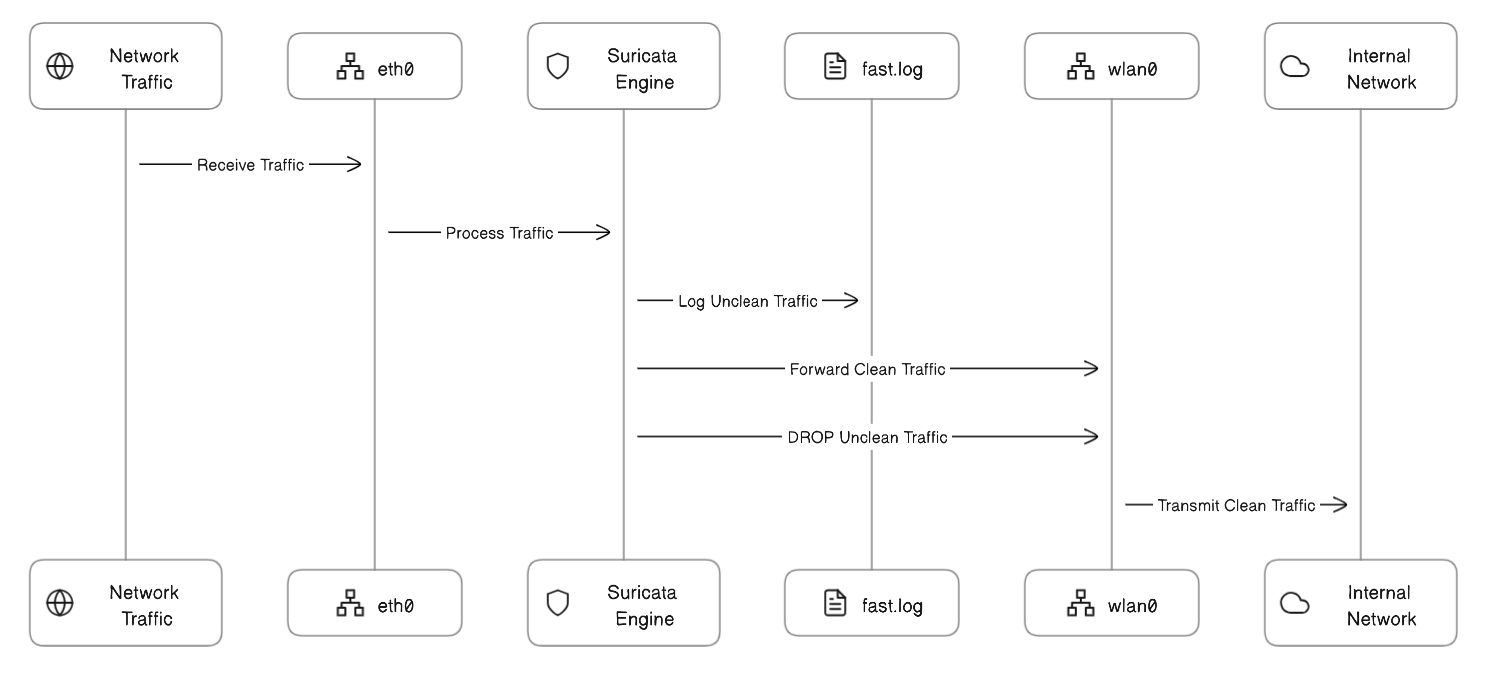 Network
Traffic
eth0
Suricata
Engine
fast.log
wlan0
Internal
Network
Receive Traffic
Process Traffic
Log Unclean Traffic
Forward Clean Traffic
DROP Unclean Traffic
Transmit Clean Traffic
Network
Traffic
eth0
Suricata
Engine
fast.log
wlan0
Internal
Network